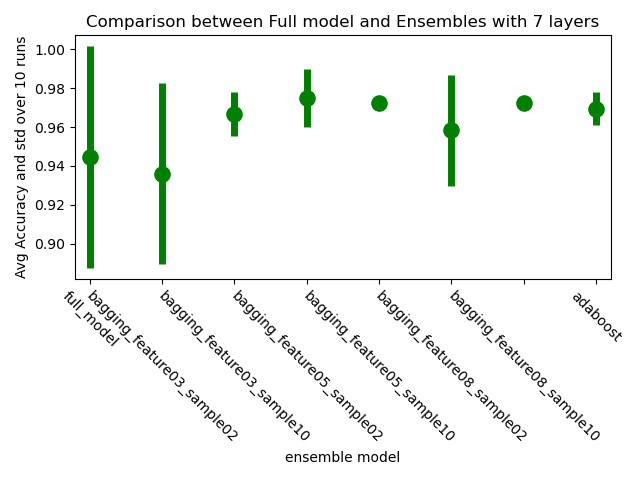 Comparison between Full model and Ensembles with 7 layers
Avg Accuracy and std over 10 runs
1.00
0.98
0.96
0.94
0.92
0.90
full_model
bagging_feature03_sample02
bagging_feature03_sample10
bagging_feature05_sample02
bagging_feature05_sample10
bagging_feature08_sample02
bagging_feature08_sample10
adaboost
ensemble model